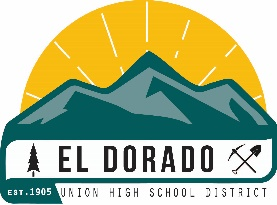 EL DORADO
EST.1905 UNION HIGH SCHOOL DISTRICT